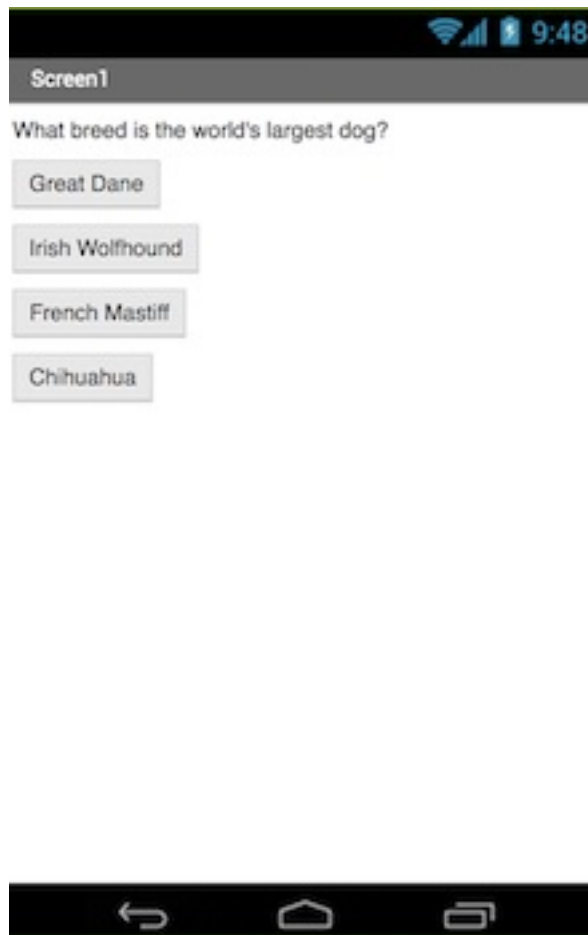 9:48
Screen1
What breed is the world's largest dog?
Great Dane
Irish Wolfhound
French Mastiff
Chihuahua